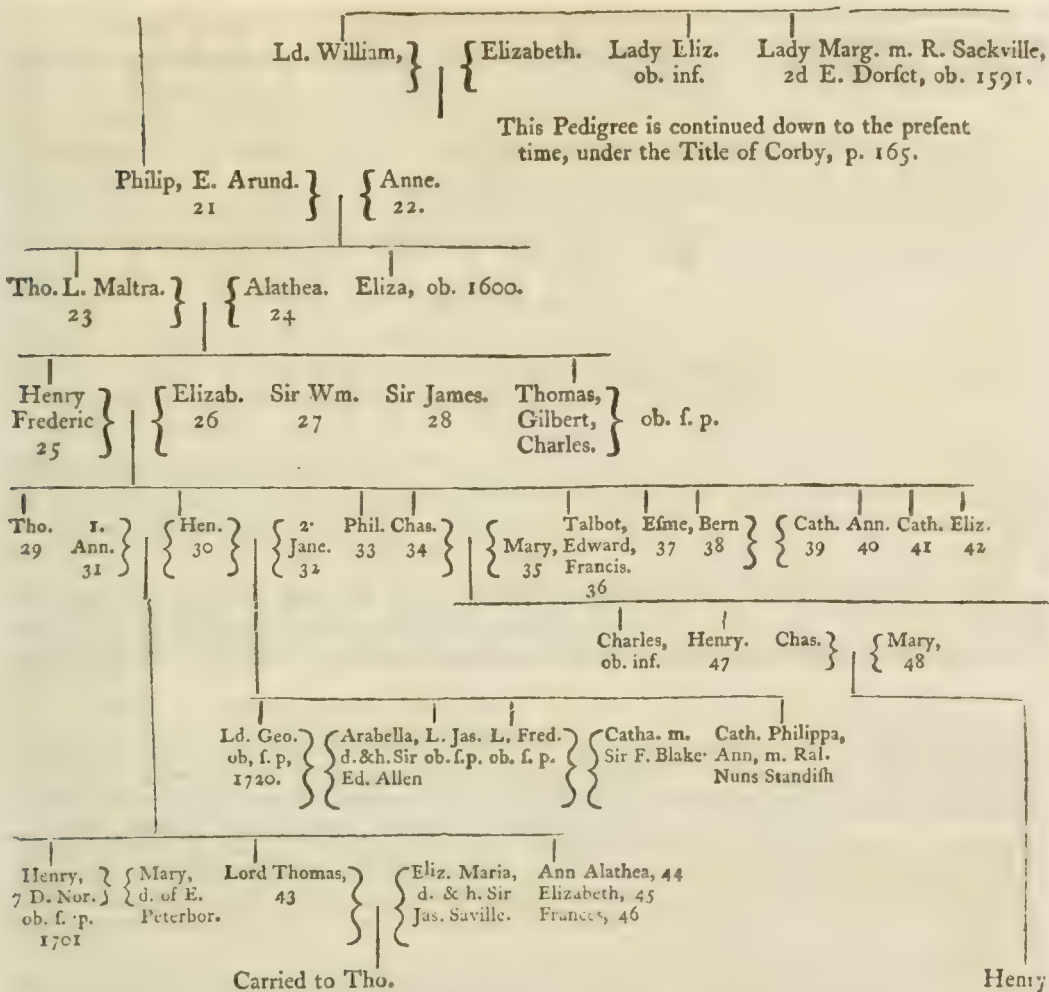 Ld. William, Elizabeth. Lady Eliz. Lady Marg. m. R. Sackville,
ob. inf. 2d E. Dorſet, ob. 1591.
This Pedigree is continued down to the preſent
time, under the Title of Corby, p. 165.
Philip, E. Arund. Anne.
21 22.
Tho. L. Maltra. Alathea. Eliza, ob. 1600.
23 24
Henry Elizab. Sir Wm. Sir James. Thomas,
Frederic 26 27 28 Gilbert, ob. ſ. p.
25 Charles.
Tho. 1. Hen. 2. Phil. Chas. Talbot, Eſme, Bern Cath. Ann. Cath. Eliz.
29 Ann. 30 Jane. 33 34 Mary, Edward, 37 38 39 40 41 42
31 32 35 Francis.
36
Charles, Henry. Chas. Mary,
ob. inf. 47 48
Ld. Geo. Arabella, L. Jas. L. Fred. Catha. m. Cath. Philippa,
ob, ſ. p, d. &h. Sir ob. ſ.p. ob. ſ. p. Sir F. Blake· Ann, m. Ral.
1720. Ed. Allen Nuns Standiſh
Henry, Mary, Lord Thomas, Eliz. Maria, Ann Alathea, 44
7 D. Nor. d. of E. 43 d. & h. Sir Elizabeth, 45
ob. ſ. p. Peterbor. Jas. Saville. Frances, 46
1701
Carried to Tho. Henry